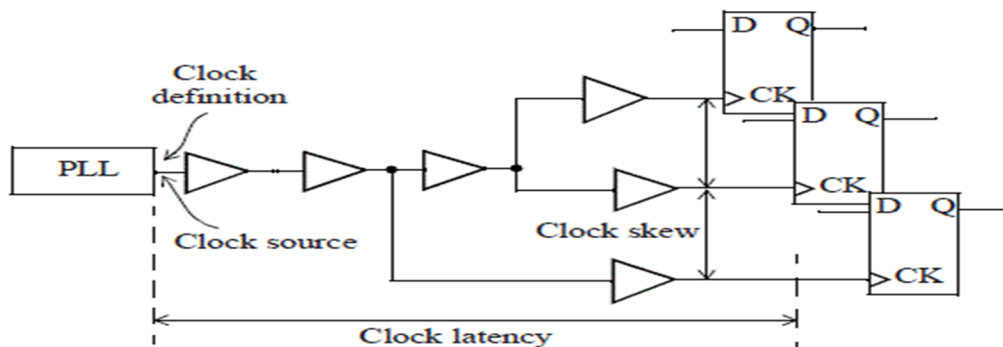 D Q
Clock
definition
CK
D Q
PLL
CK
D Q
Clock source
Clock skew
CK
Clock latency